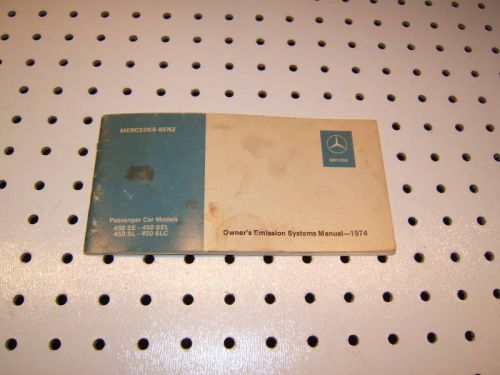 MERCEDES-BENZ
service
Passenger Car Models
450 SE - 450 SEL
450 SL - 450 SLC
Owner's Emission Systems Manual—1974